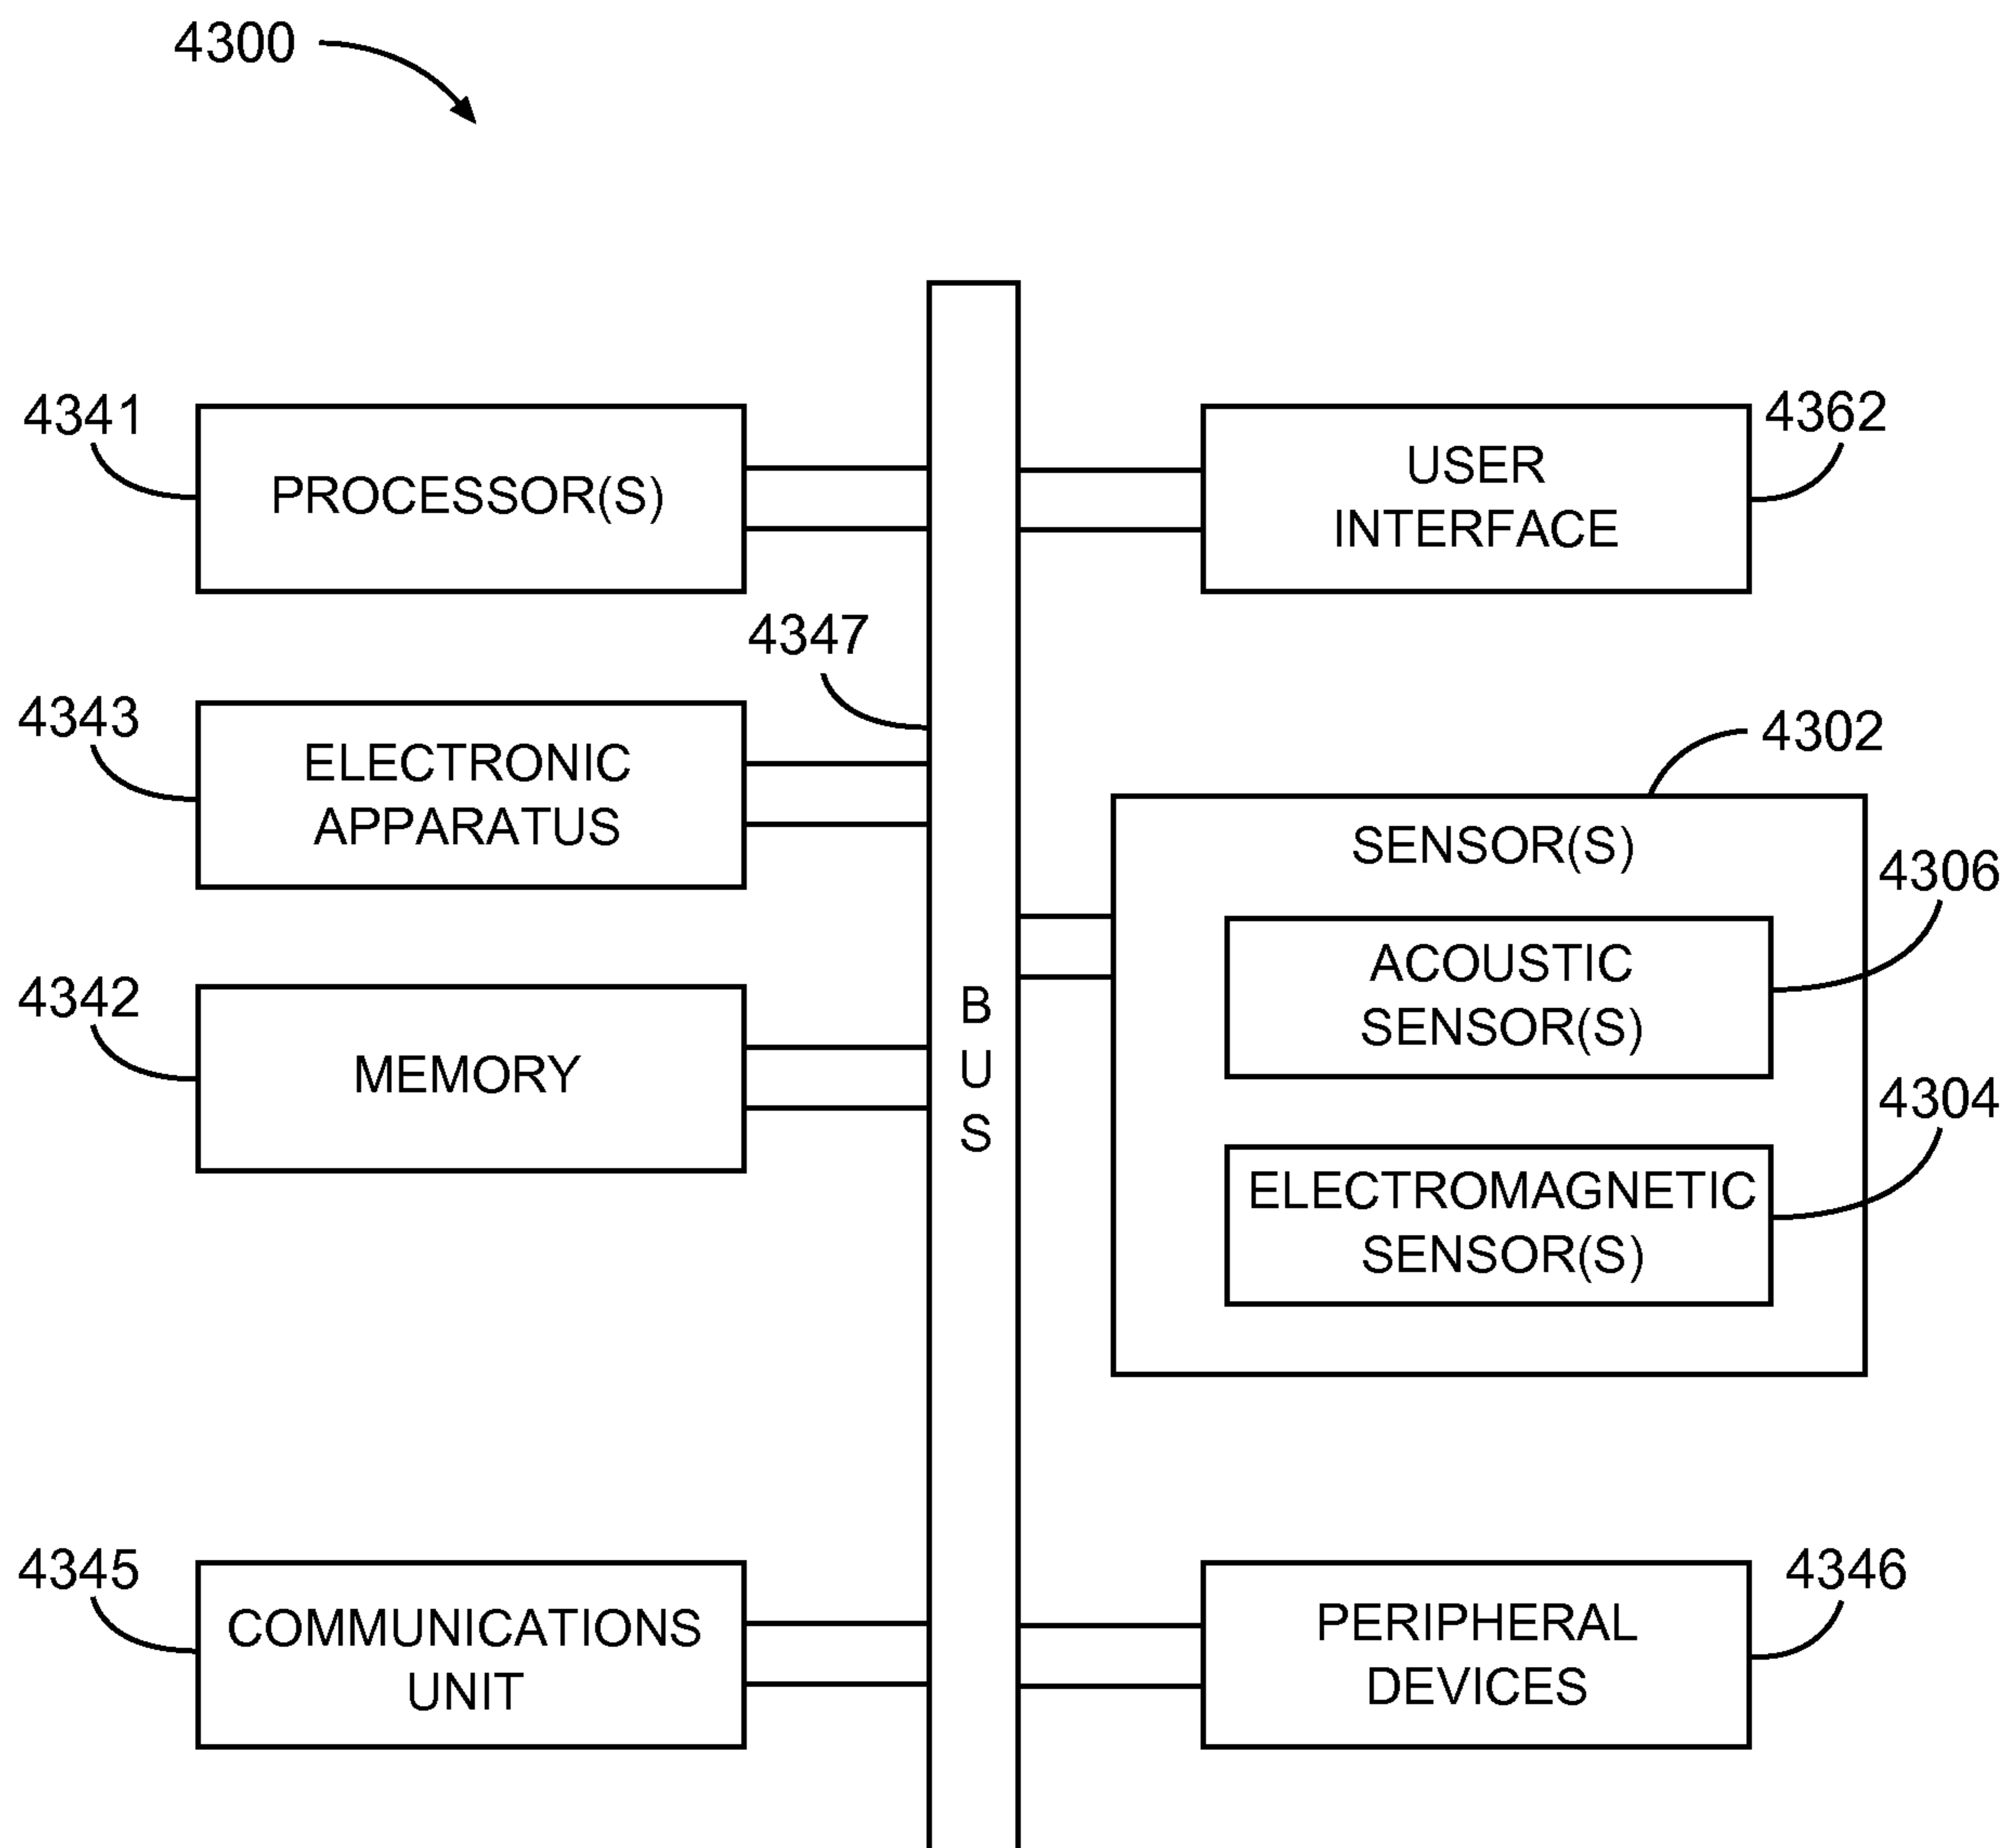 4300
4341
PROCESSOR(S)
USER
INTERFACE
4362
4347
4343
ELECTRONIC
APPARATUS
4302
SENSOR(S)
4306
ACOUSTIC
SENSOR(S)
4342
MEMORY
B
U
S
4304
ELECTROMAGNETIC
SENSOR(S)
4345
COMMUNICATIONS
UNIT
PERIPHERAL
DEVICES
4346